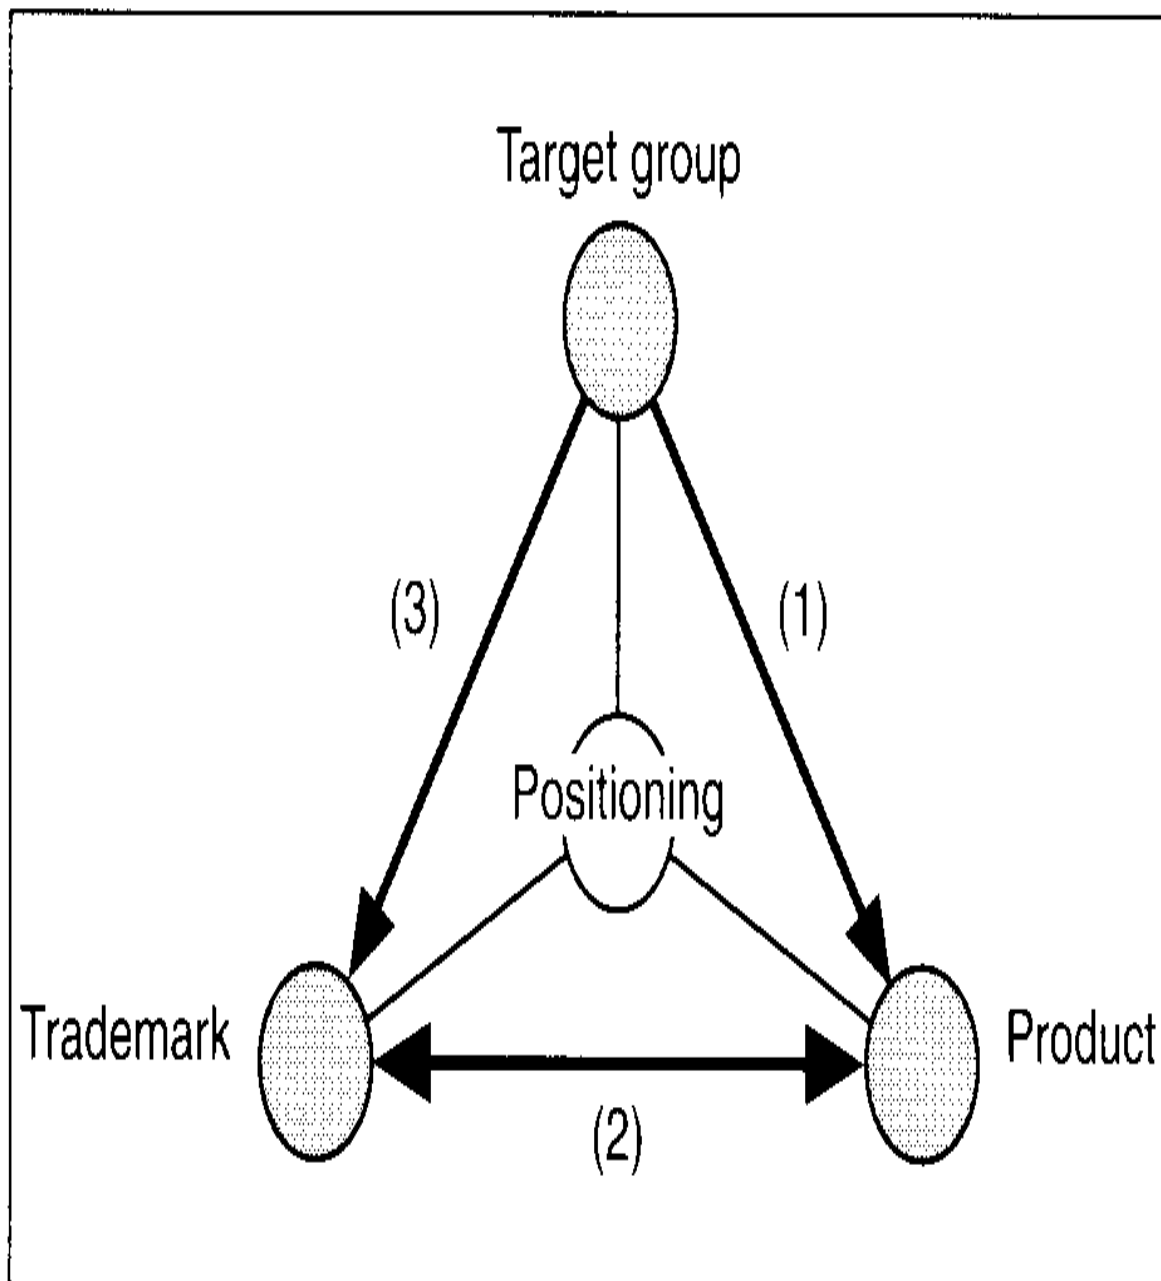 Target group
(3)
(1)
Positioning
Trademark
Product
(2)